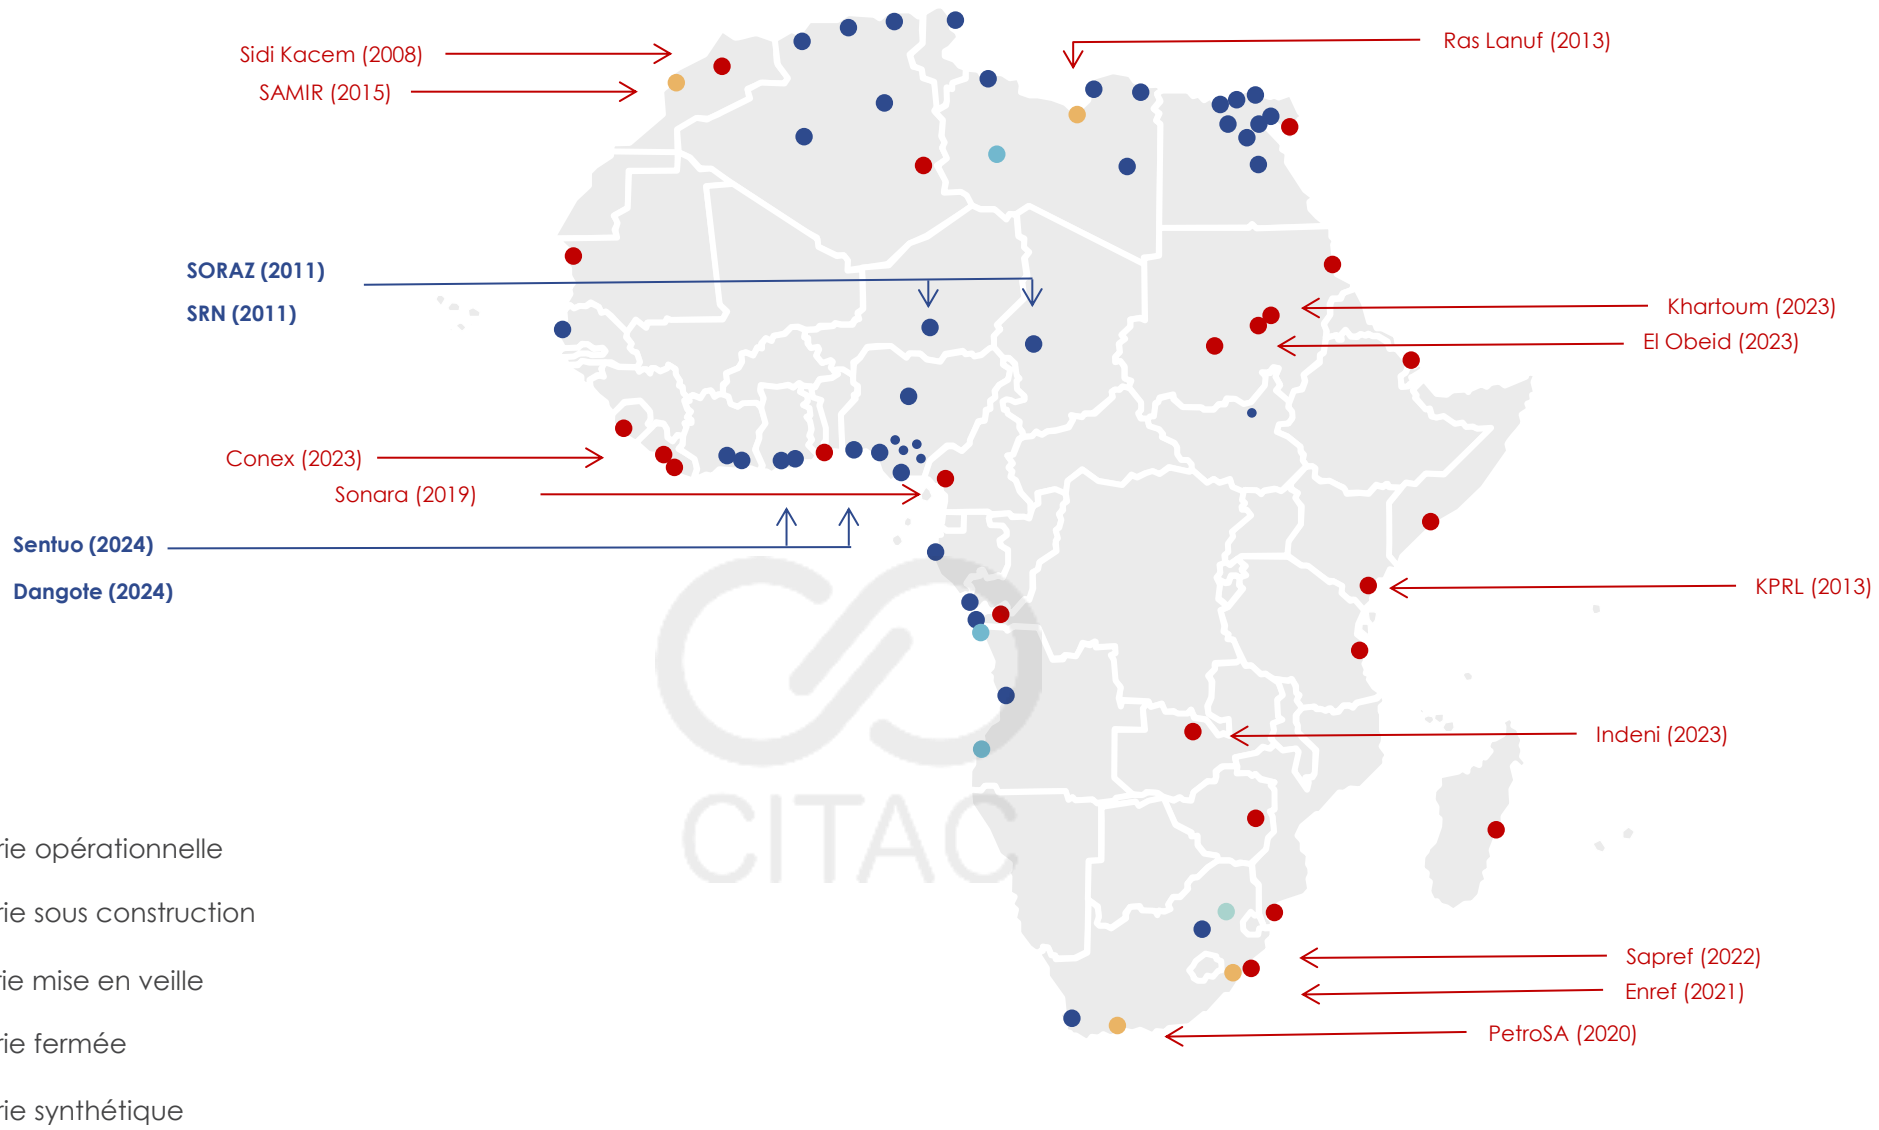 Sidi Kacem (2008)
SAMIR (2015)
Ras Lanuf (2013)
SORAZ (2011)
SRN (2011)
Khartoum (2023)
El Obeid (2023)
Conex (2023)
Sonara (2019)
Sentuo (2024)
Dangote (2024)
KPRL (2013)
Indeni (2023)
CITAC
rie opérationnelle
rie sous construction
rie mise en veille
rie fermée
rie synthétique
Sapref (2022)
Enref (2021)
PetroSA (2020)